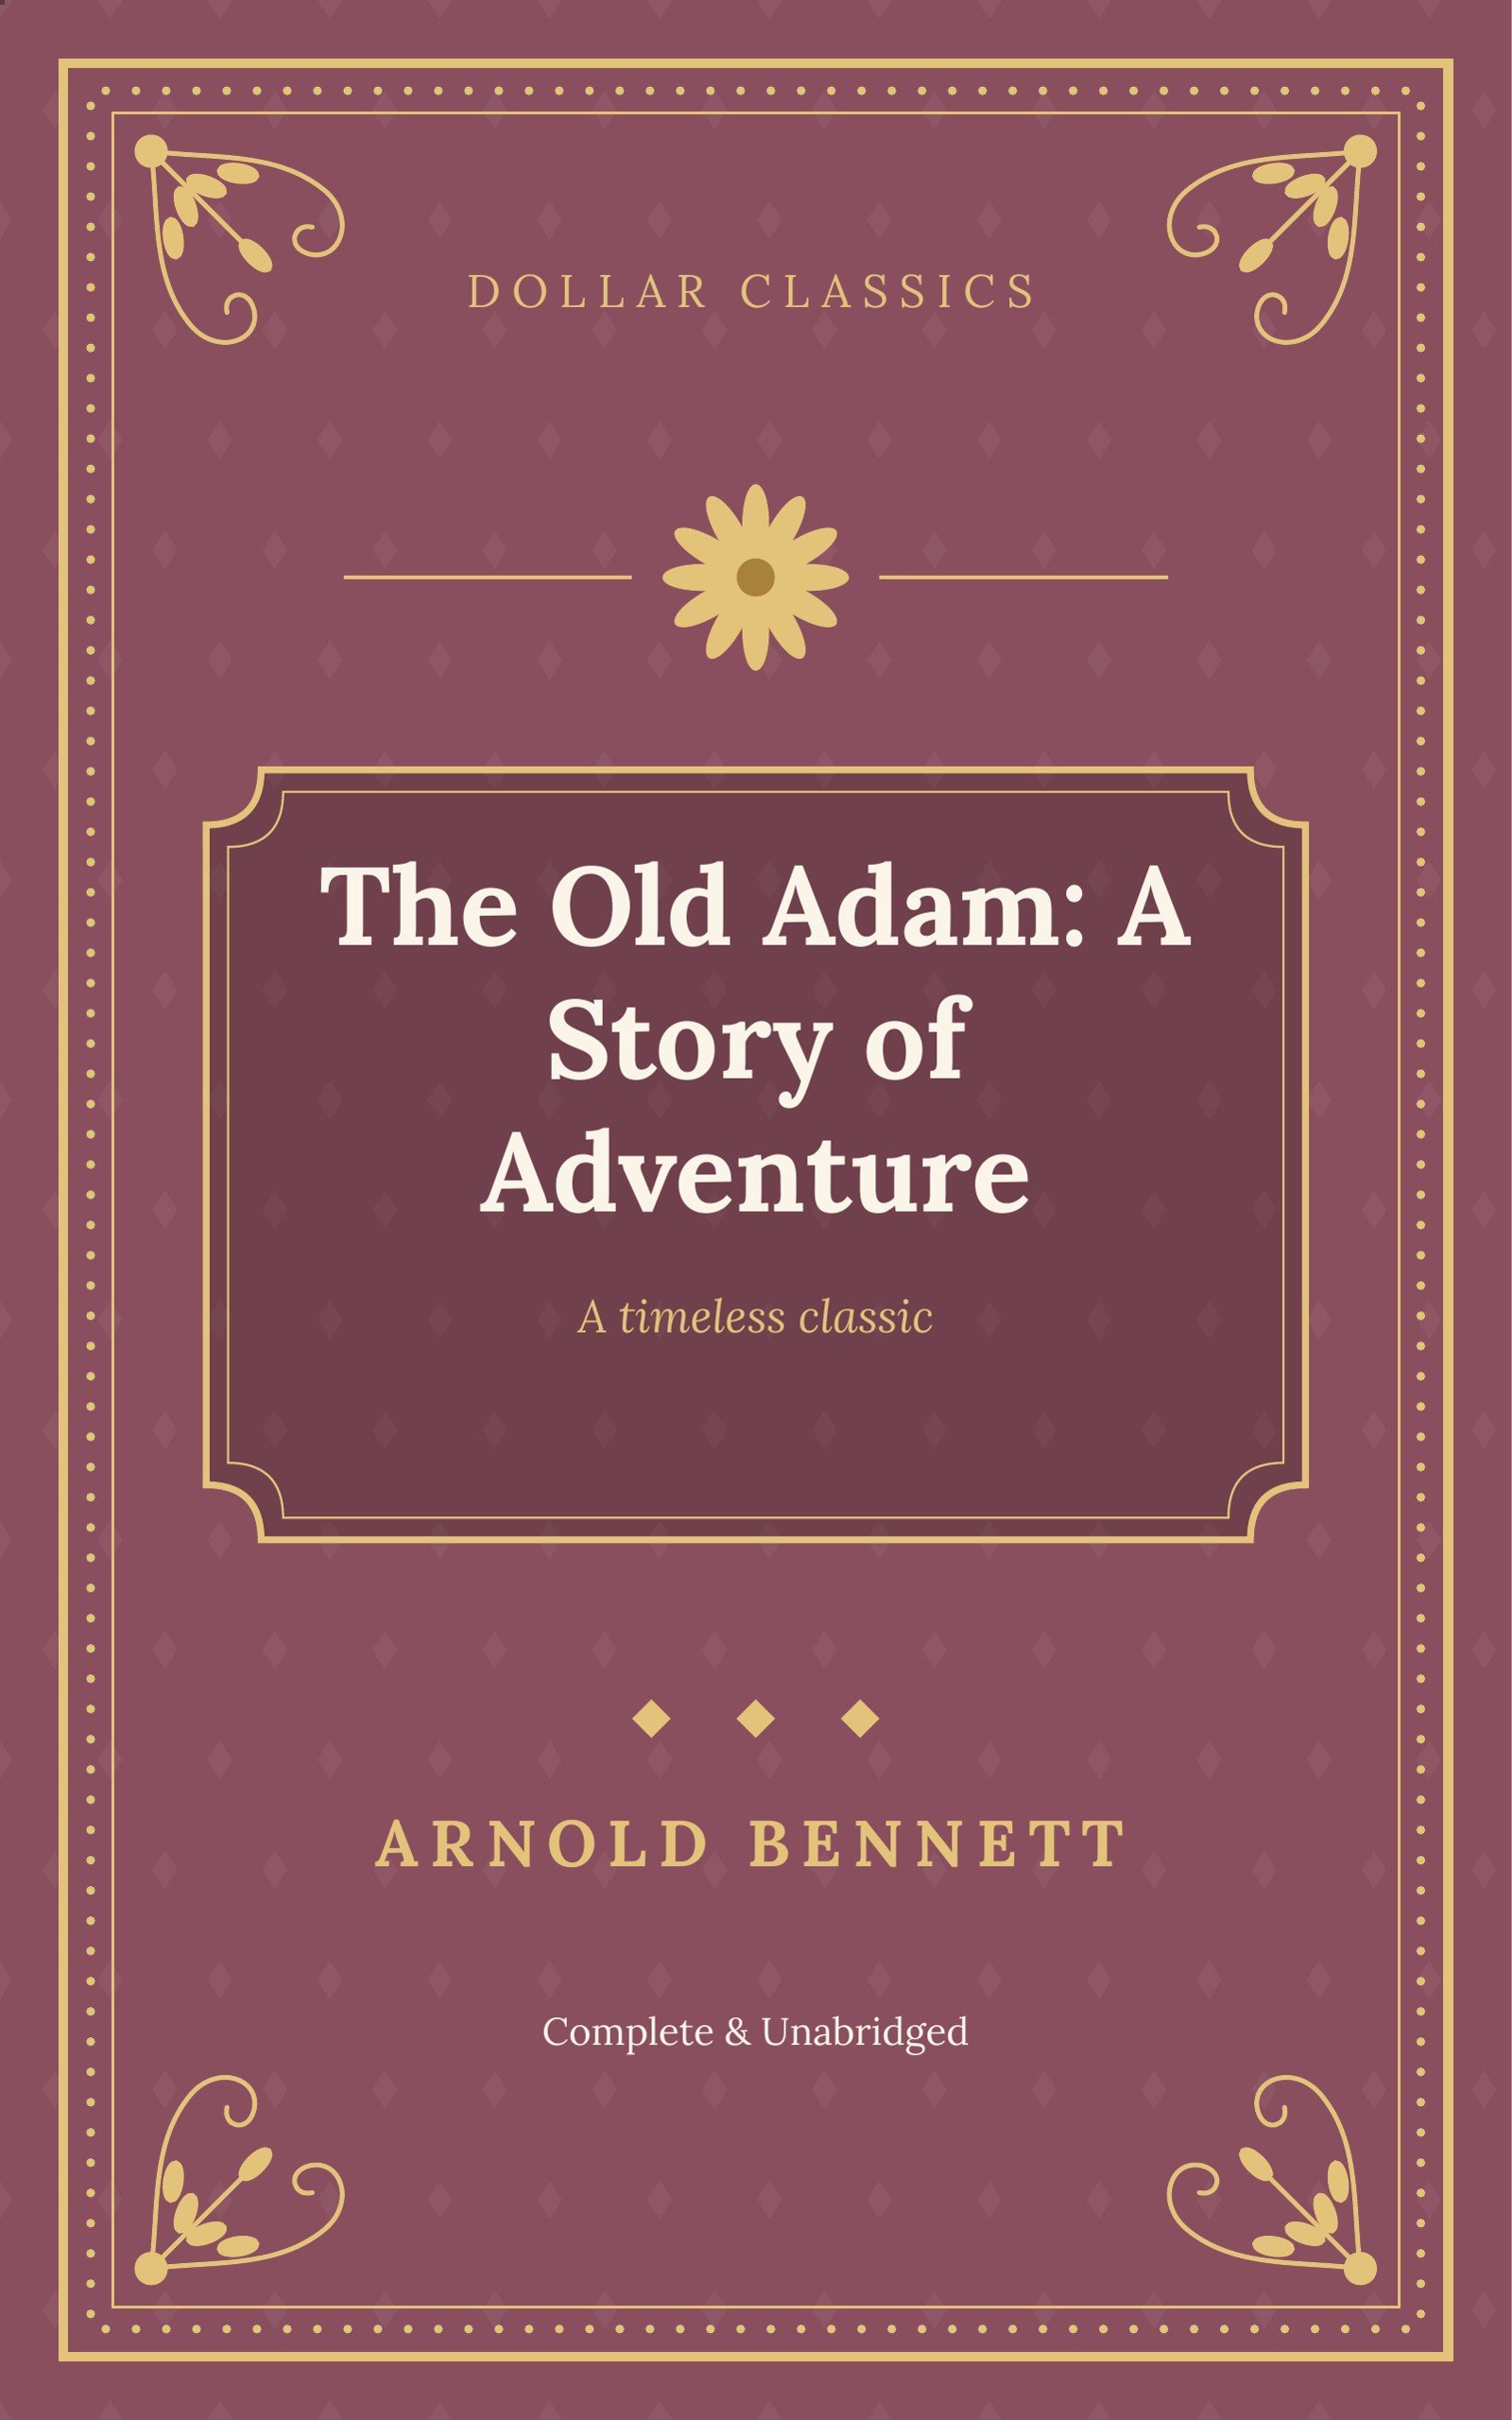 DOLLAR CLASSICS
The Old Adam: A
Story of
Adventure
A timeless classic
ARNOLD BENNETT
Complete & Unabridged